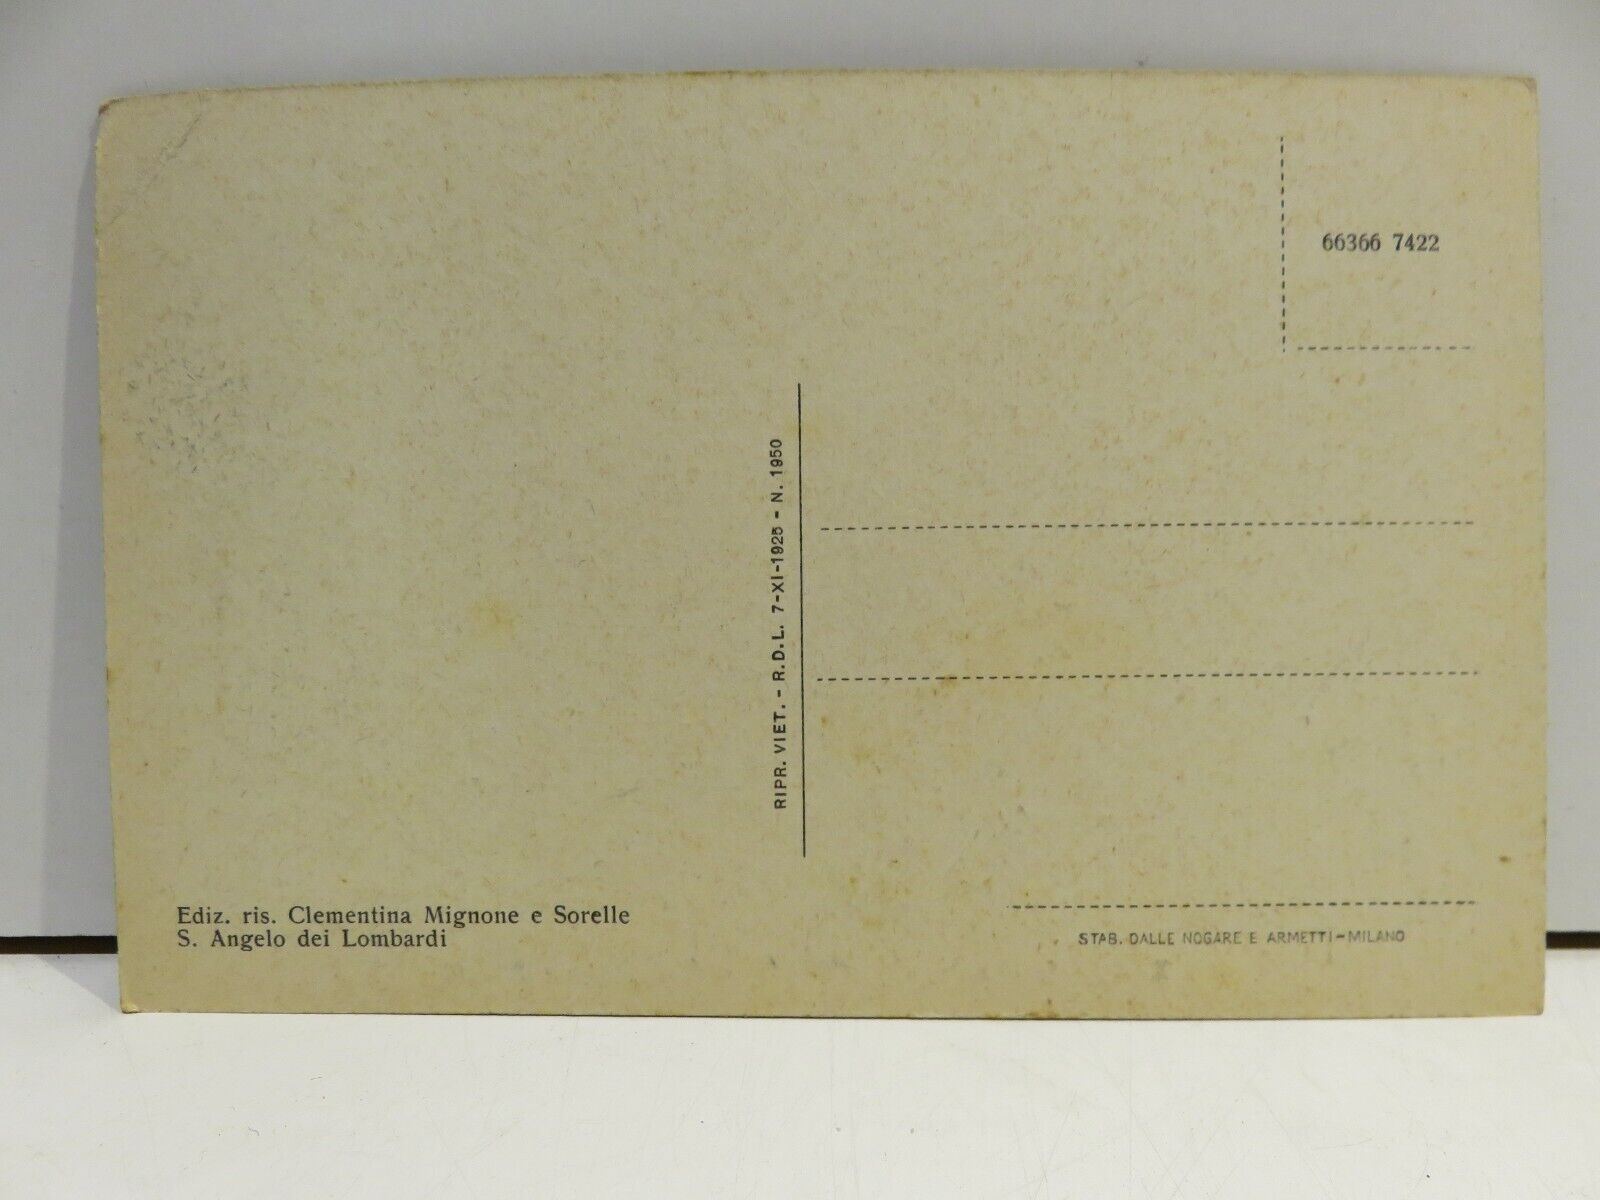 66366 7422
RIPR. VIET. - R.D.L. 7-XI-1925 - N. 1950
Ediz. ris. Clementina Mignone e Sorelle
S. Angelo dei Lombardi
STAB. DALLE NOGARE E ARMETTI-MILANO